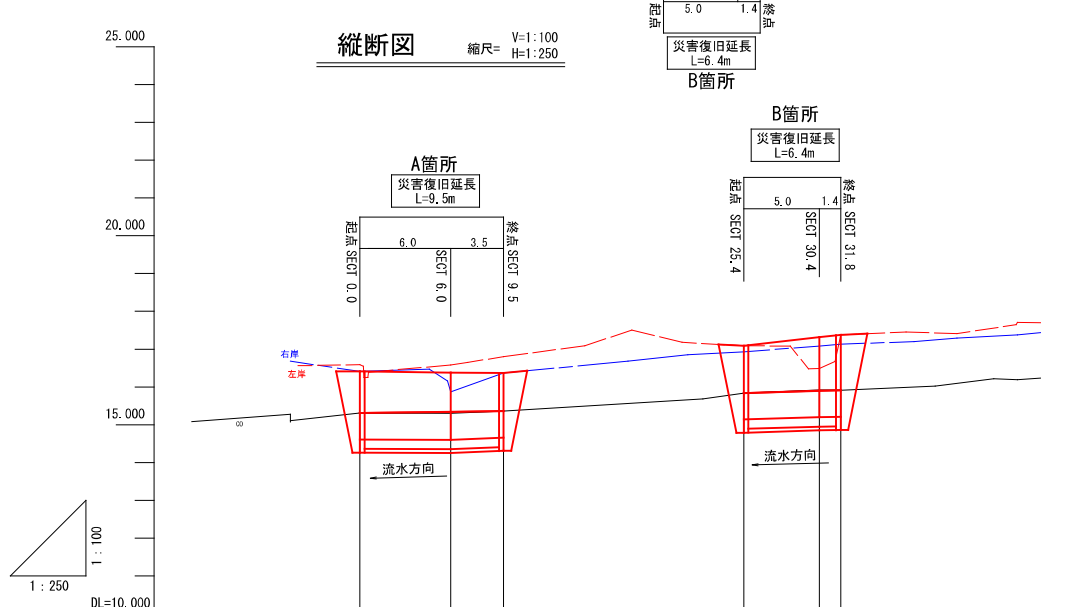 5.0 1.4
起点 終点
災害復旧延長
L=6.4m
B箇所
縦断図 縮尺= V=1:100
H=1:250
25.000
20.000
15.000
DL=10.000
A箇所
災害復旧延長
L=9.5m
6.0 3.5
起点 SECT 0.0
SECT 6.0
終点 SECT 9.5
B箇所
災害復旧延長
L=6.4m
5.0 1.4
起点 SECT 25.4
SECT 30.4
終点 SECT 31.8
右岸
左岸
流水方向
流水方向
1 : 100
1 : 250